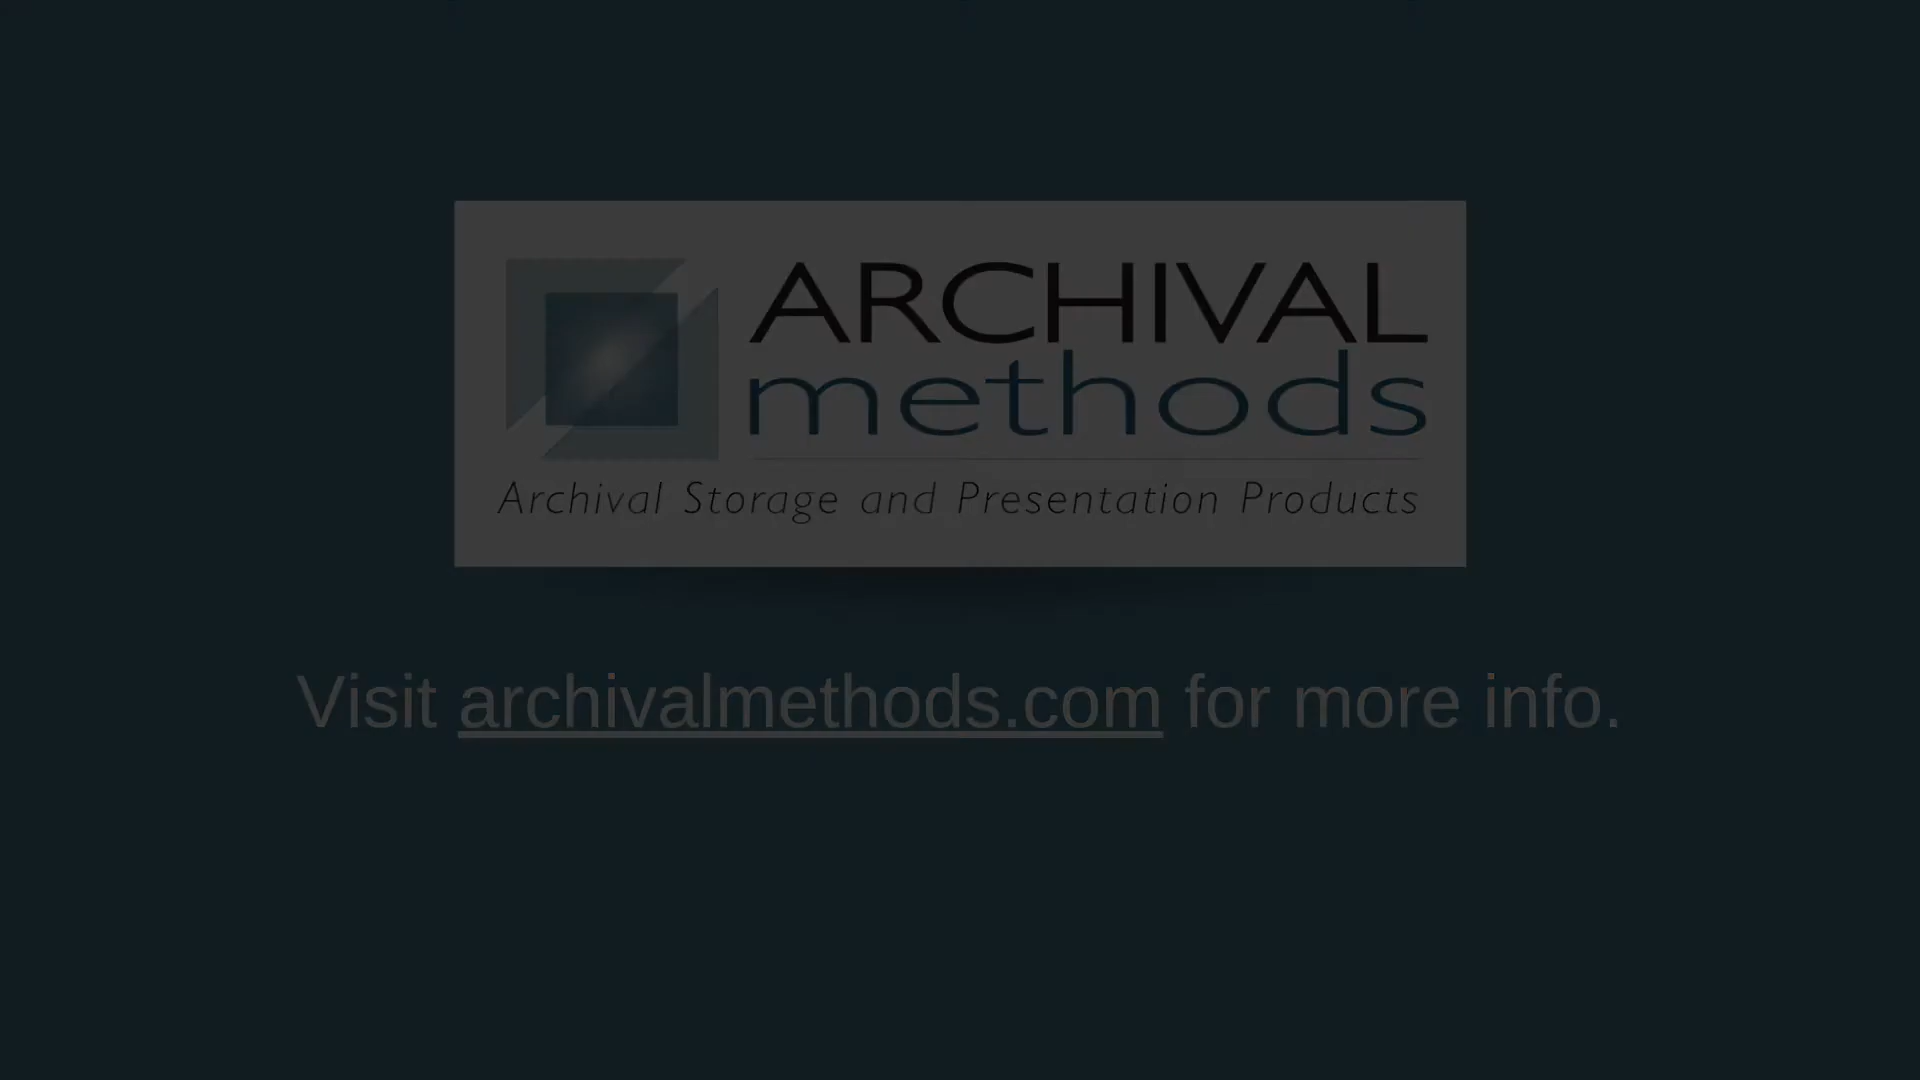 ARCHIVAL
methods
Archival Storage and Presentation Products
Visit archivalmethods.com for more info.